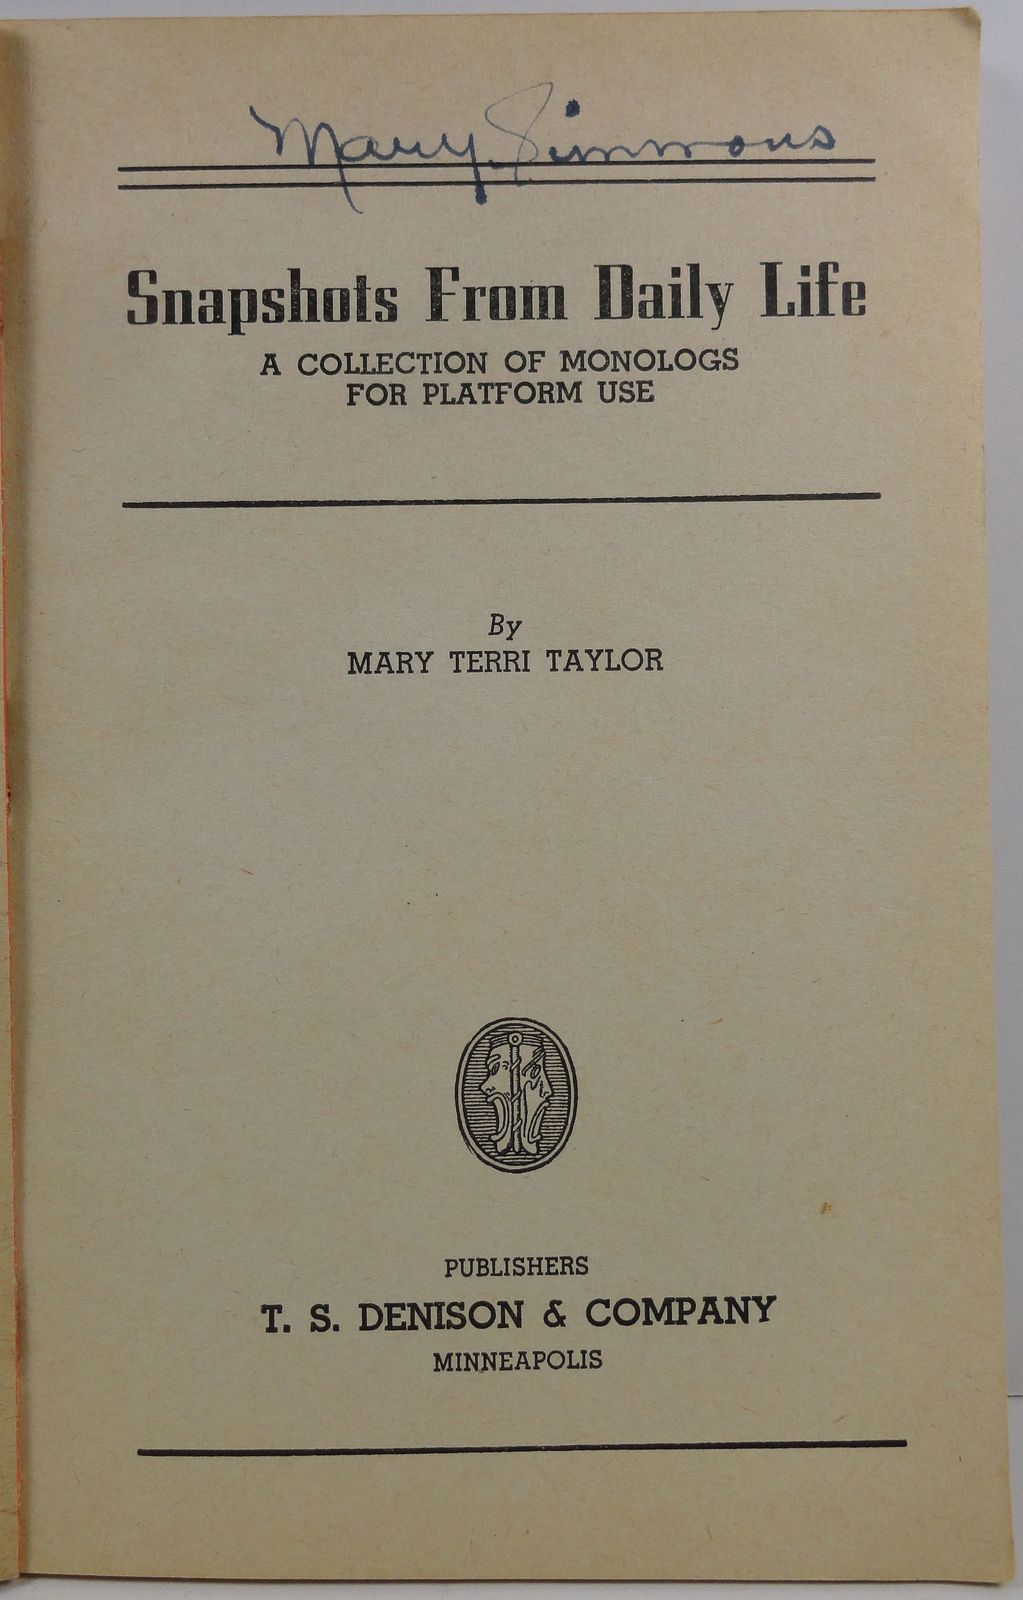 Mary Simmons
Snapshots From Daily Life
A COLLECTION OF MONOLOGS
FOR PLATFORM USE
By
MARY TERRI TAYLOR
PUBLISHERS
T. S. DENISON & COMPANY
MINNEAPOLIS